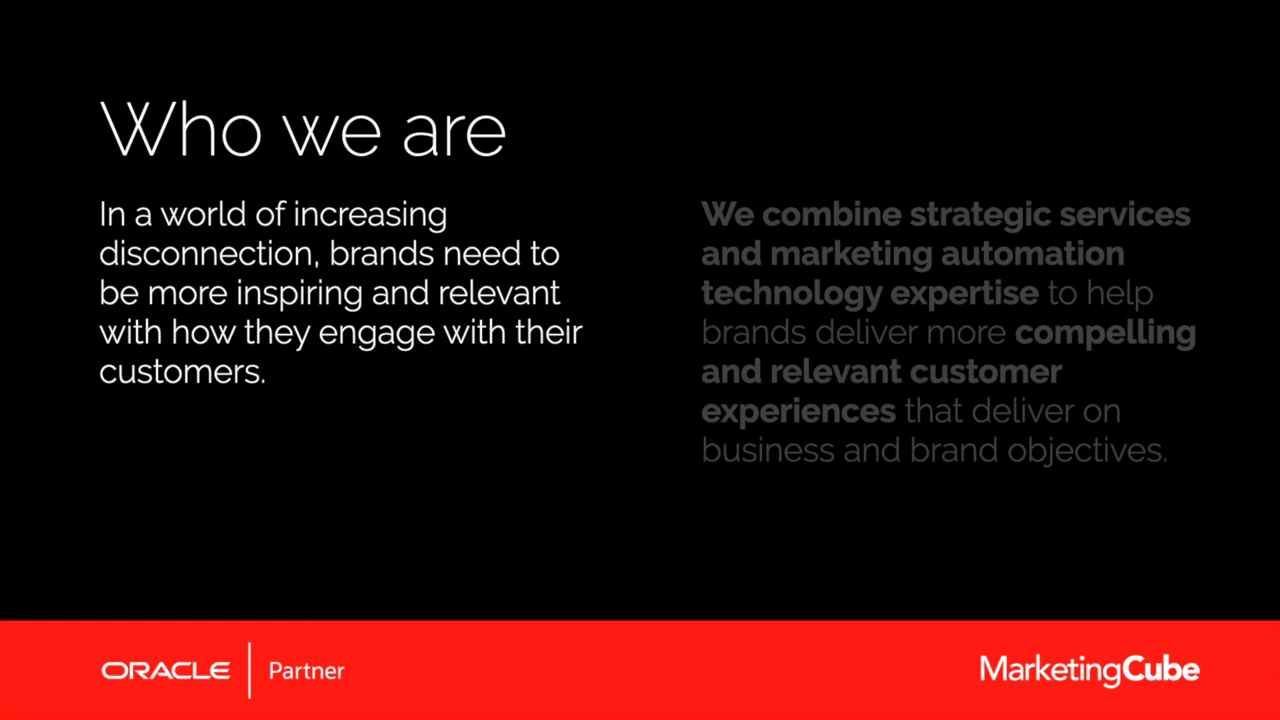 Who we are
In a world of increasing
disconnection, brands need to
be more inspiring and relevant
with how they engage with their
customers.
We combine strategic services
and marketing automation
technology expertise to help
brands deliver more compelling
and relevant customer
experiences that deliver on
business and brand objectives.
ORACLE | Partner
MarketingCube